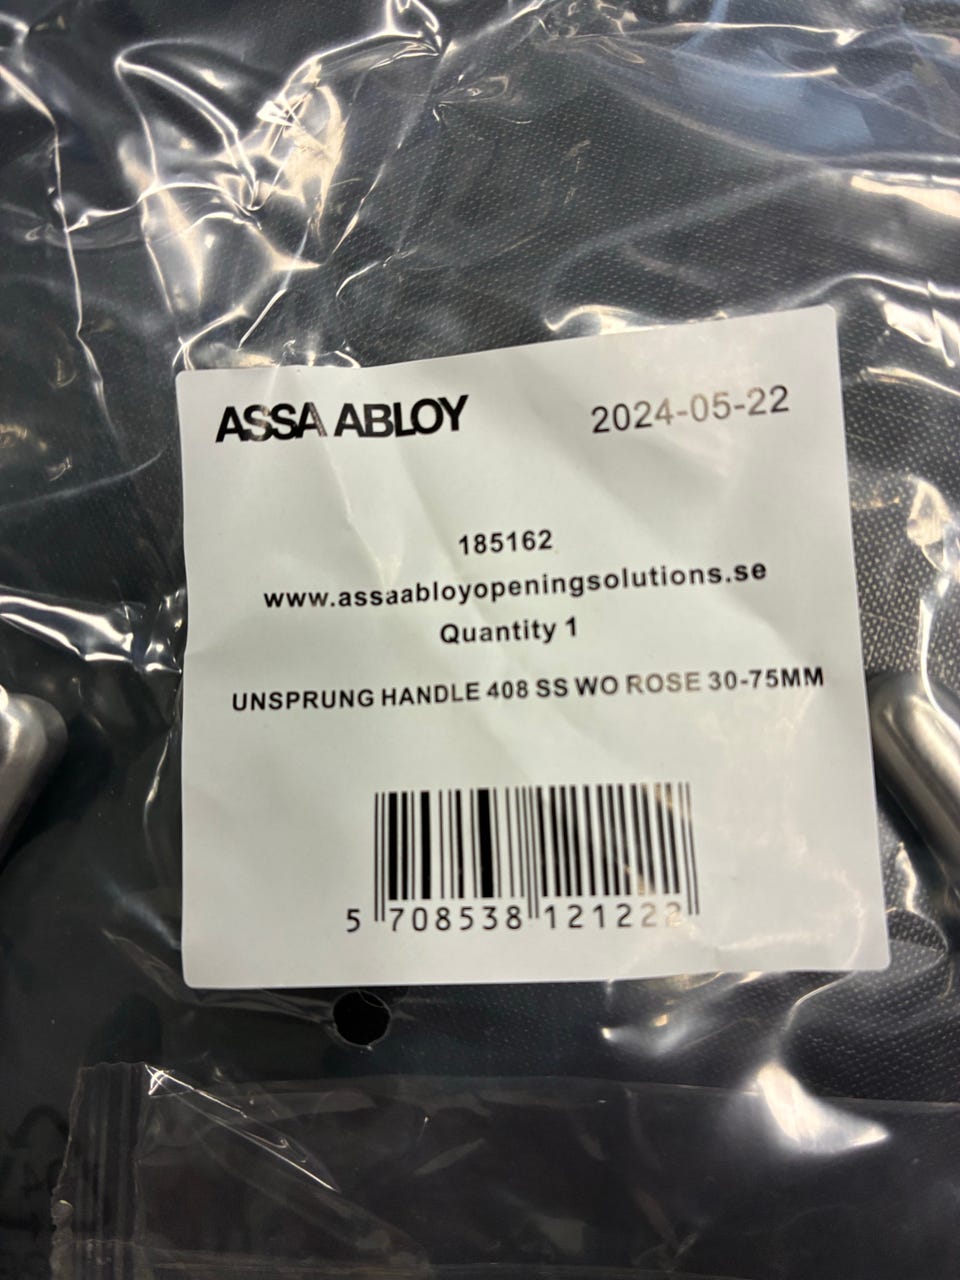 ASSA ABLOY 2024-05-22
185162
www.assaabloyopeningsolutions.se
Quantity 1
UNSPRUNG HANDLE 408 SS WO ROSE 30-75MM
5 708538 121222